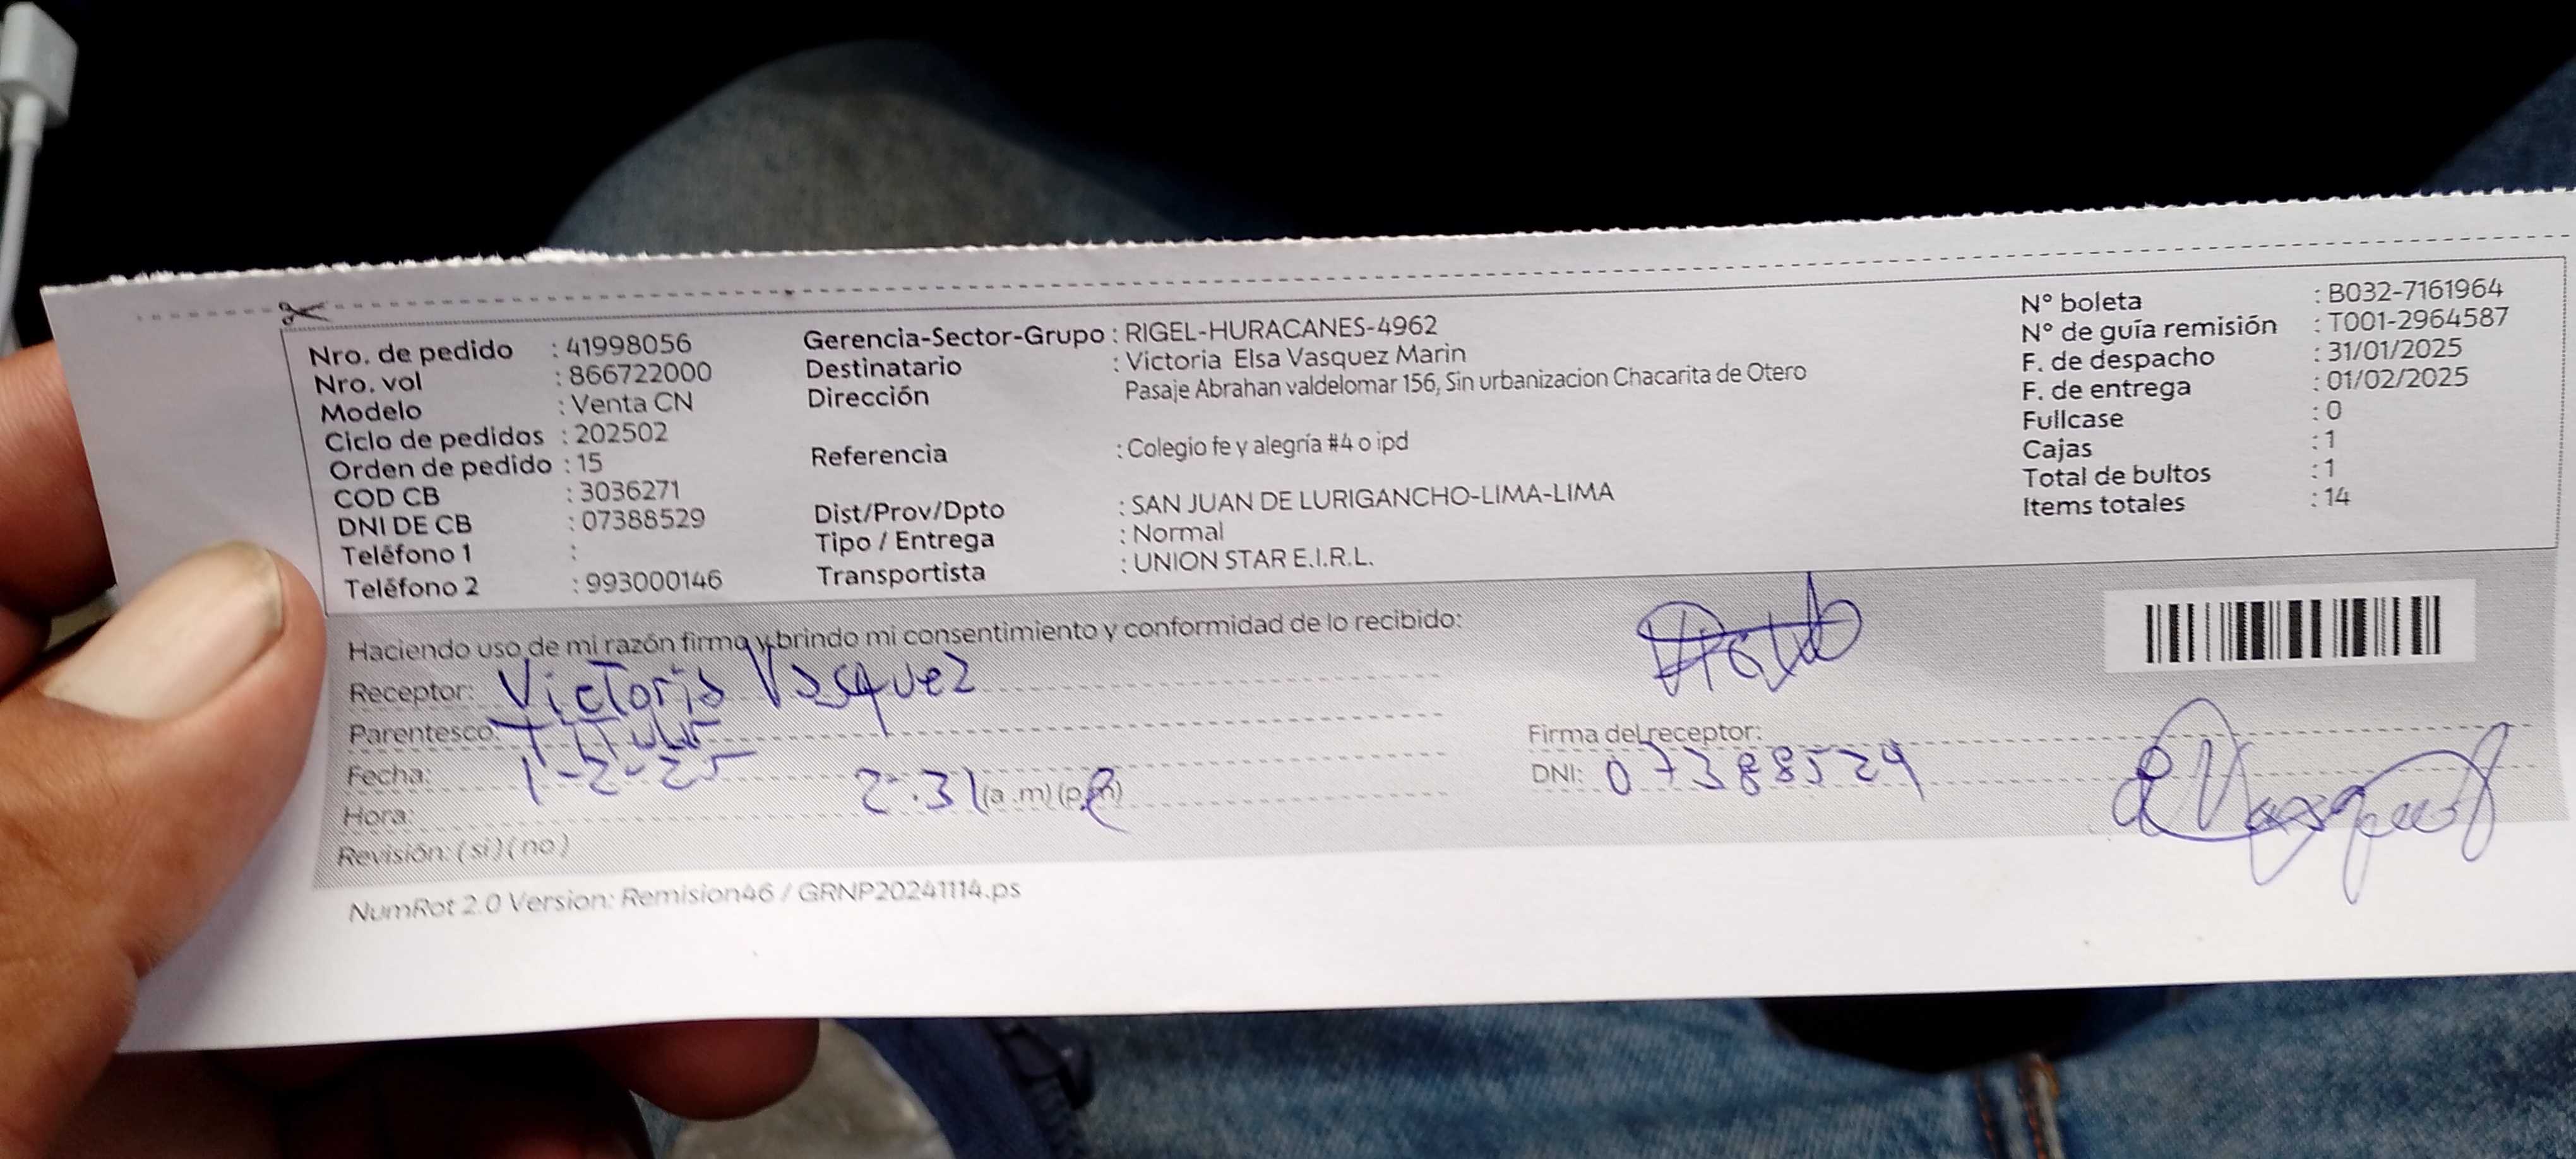 Nro. de pedido : 41998056
Nro. vol : 866722000
Modelo : Venta CN
Ciclo de pedidos : 202502
Orden de pedido : 15
COD CB : 3036271
DNI DE CB : 07388529
Teléfono 1 :
Teléfono 2 : 993000146
Gerencia-Sector-Grupo : RIGEL-HURACANES-4962
Destinatario : Victoria Elsa Vasquez Marin
Dirección Pasaje Abrahan valdelomar 156, Sin urbanizacion Chacarita de Otero
Referencia : Colegio fe y alegría #4 o ipd
Dist/Prov/Dpto : SAN JUAN DE LURIGANCHO-LIMA-LIMA
Tipo / Entrega : Normal
Transportista : UNION STAR E.I.R.L.
N° boleta : B032-7161964
N° de guía remisión : T001-2964587
F. de despacho : 31/01/2025
F. de entrega : 01/02/2025
Fullcase : 0
Cajas : 1
Total de bultos : 1
Items totales : 14
Haciendo uso de mi razón firmo y brindo mi consentimiento y conformidad de lo recibido:
Receptor: Victoria Vasquez
Parentesco:
Fecha: 1-2-25
Hora: 2:31 (a .m) (p.m)
Revisión: (si) (no)
Firma del receptor:
DNI: 07388529
NumRot 2.0 Version: Remision46 / GRNP20241114.ps